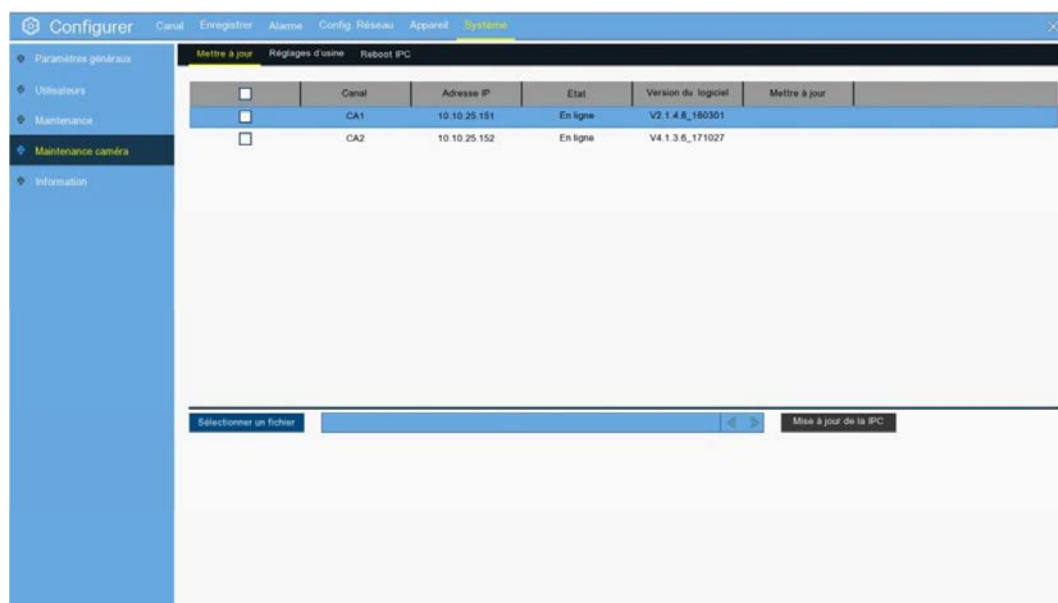 Configurer Canal Enregistrer Alarme Config. Réseau Appareil Système
Paramètres généraux
Utilisateurs
Maintenance
Maintenance caméra
Information
Mettre à jour Réglages d'usine Reboot IPC
Canal Adresse IP Etat Version du logiciel Mettre à jour
CA1 10.10.25.151 En ligne V2.1.4.6_160301
CA2 10.10.25.152 En ligne V4.1.3.6_171027
Sélectionner un fichier Mise à jour de la IPC